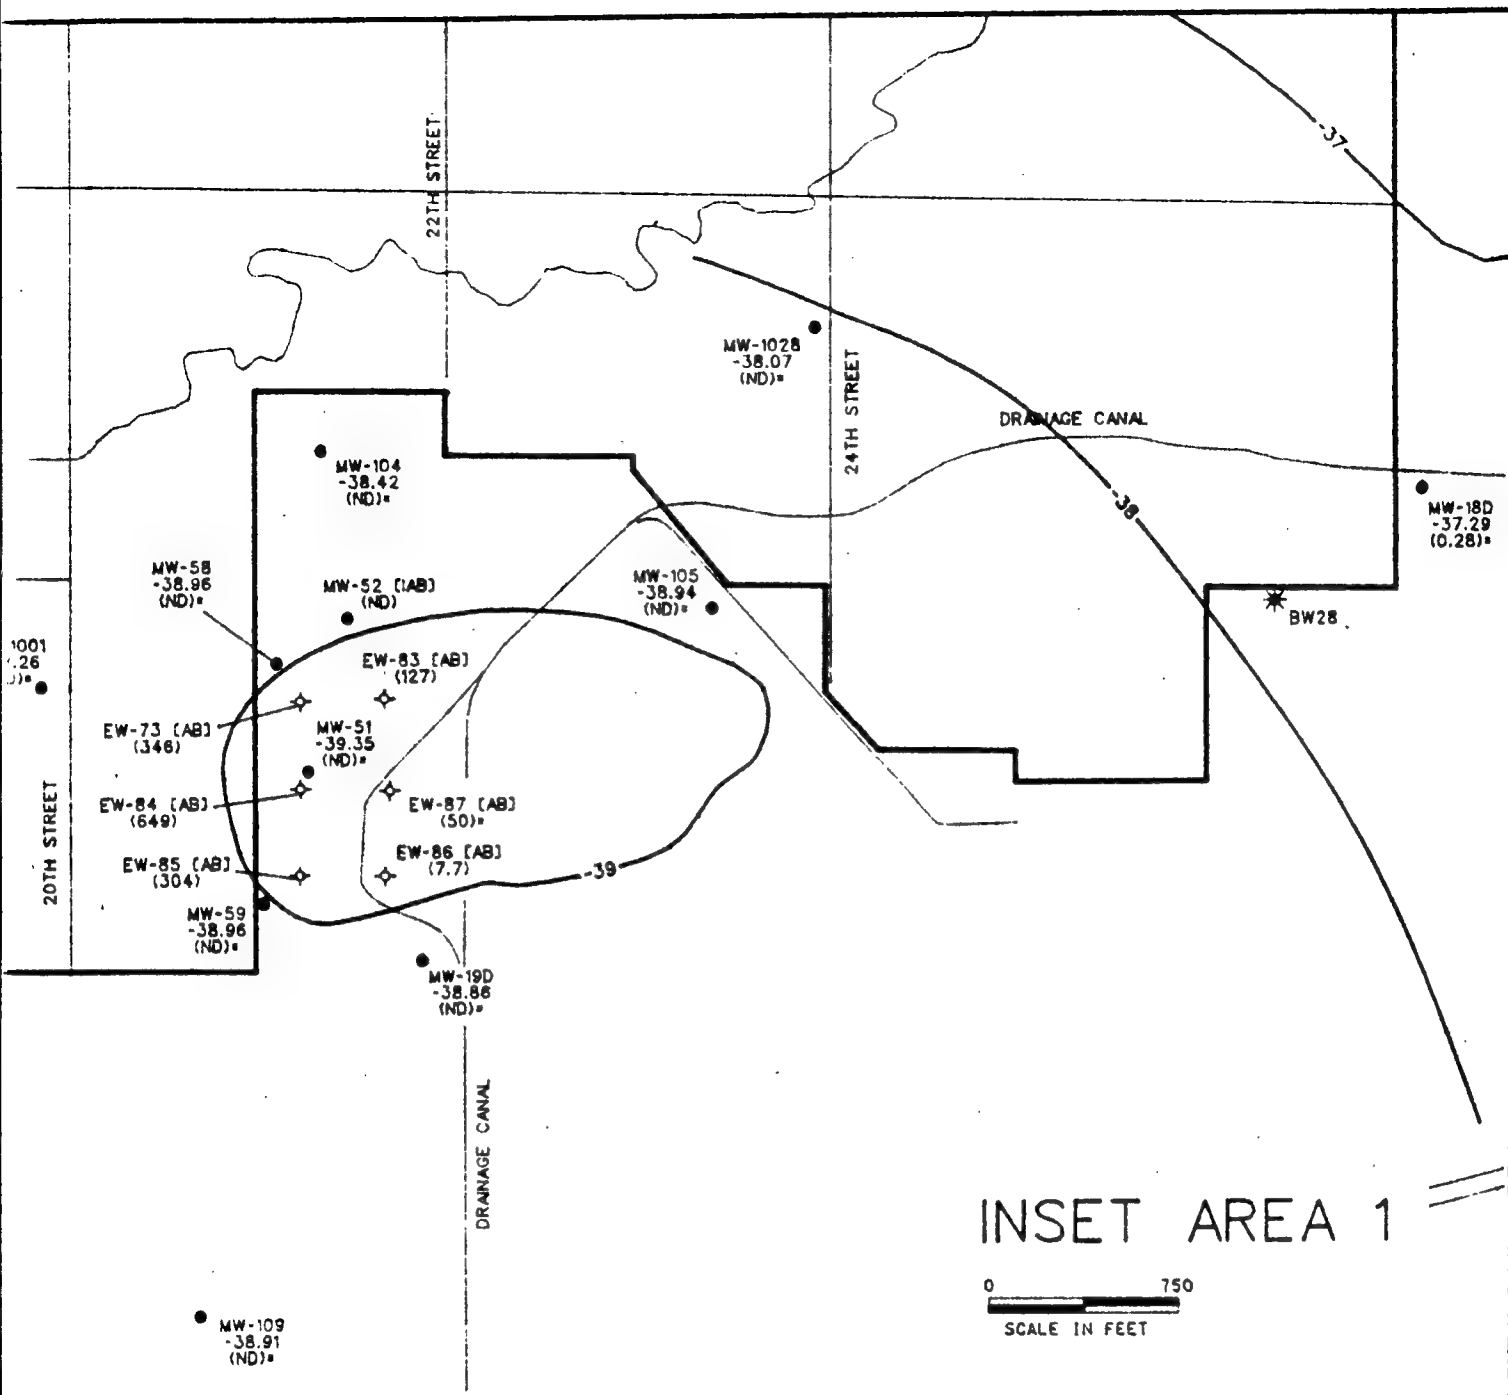 -37
22TH STREET
MW-102B
-38.07
(ND)*
24TH STREET
DRAINAGE CANAL
MW-104
-38.42
(ND)*
-38
MW-18D
-37.29
(0.28)*
MW-58
-38.96
(ND)*
MW-52 [AB]
(ND)
MW-105
-38.94
(ND)*
BW28
1001
.26
)*
EW-83 [AB]
(127)
EW-73 [AB]
(346)
MW-51
-39.35
(ND)*
EW-84 [AB]
(649)
EW-87 [AB]
(50)*
20TH STREET
EW-85 [AB]
(304)
EW-86 [AB]
(7.7)
-39
MW-59
-38.96
(ND)*
MW-19D
-38.86
(ND)*
DRAINAGE CANAL
INSET AREA 1
0 750
SCALE IN FEET
MW-109
-38.91
(ND)*